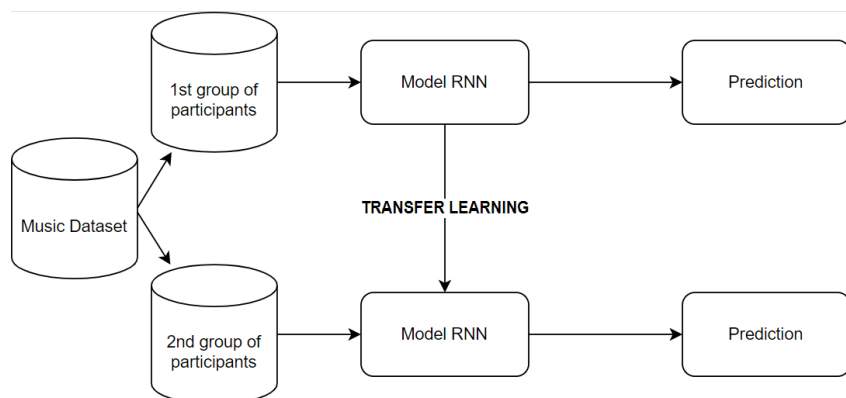 1st group of
participants
Model RNN
Prediction
Music Dataset
TRANSFER LEARNING
2nd group of
participants
Model RNN
Prediction